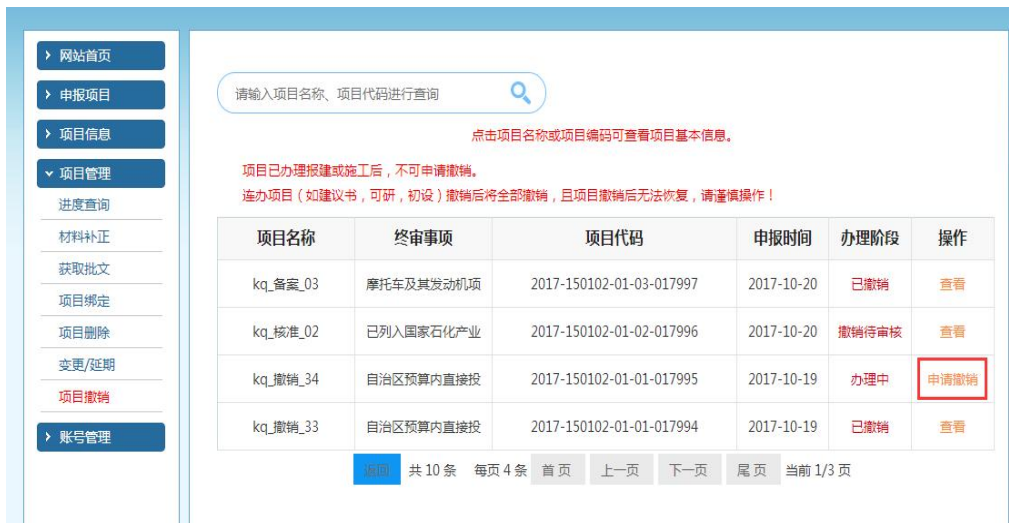 网站首页
申报项目
项目信息
项目管理
进度查询
材料补正
获取批文
项目绑定
项目删除
变更/延期
项目撤销
账号管理
请输入项目名称、项目代码进行查询
点击项目名称或项目编码可查看项目基本信息。
项目已办理报建或施工后，不可申请撤销。
连办项目（如建议书，可研，初设）撤销后将全部撤销，且项目撤销后无法恢复，请谨慎操作！
项目名称 终审事项 项目代码 申报时间 办理阶段 操作
kq_备案_03 摩托车及其发动机项 2017-150102-01-03-017997 2017-10-20 已撤销 查看
kq_核准_02 已列入国家石化产业 2017-150102-01-02-017996 2017-10-20 撤销待审核 查看
kq_撤销_34 自治区预算内直接投 2017-150102-01-01-017995 2017-10-19 办理中 申请撤销
kq_撤销_33 自治区预算内直接投 2017-150102-01-01-017994 2017-10-19 已撤销 查看
返回 共 10 条 每页 4 条 首 页 上一页 下一页 尾 页 当前 1/3 页